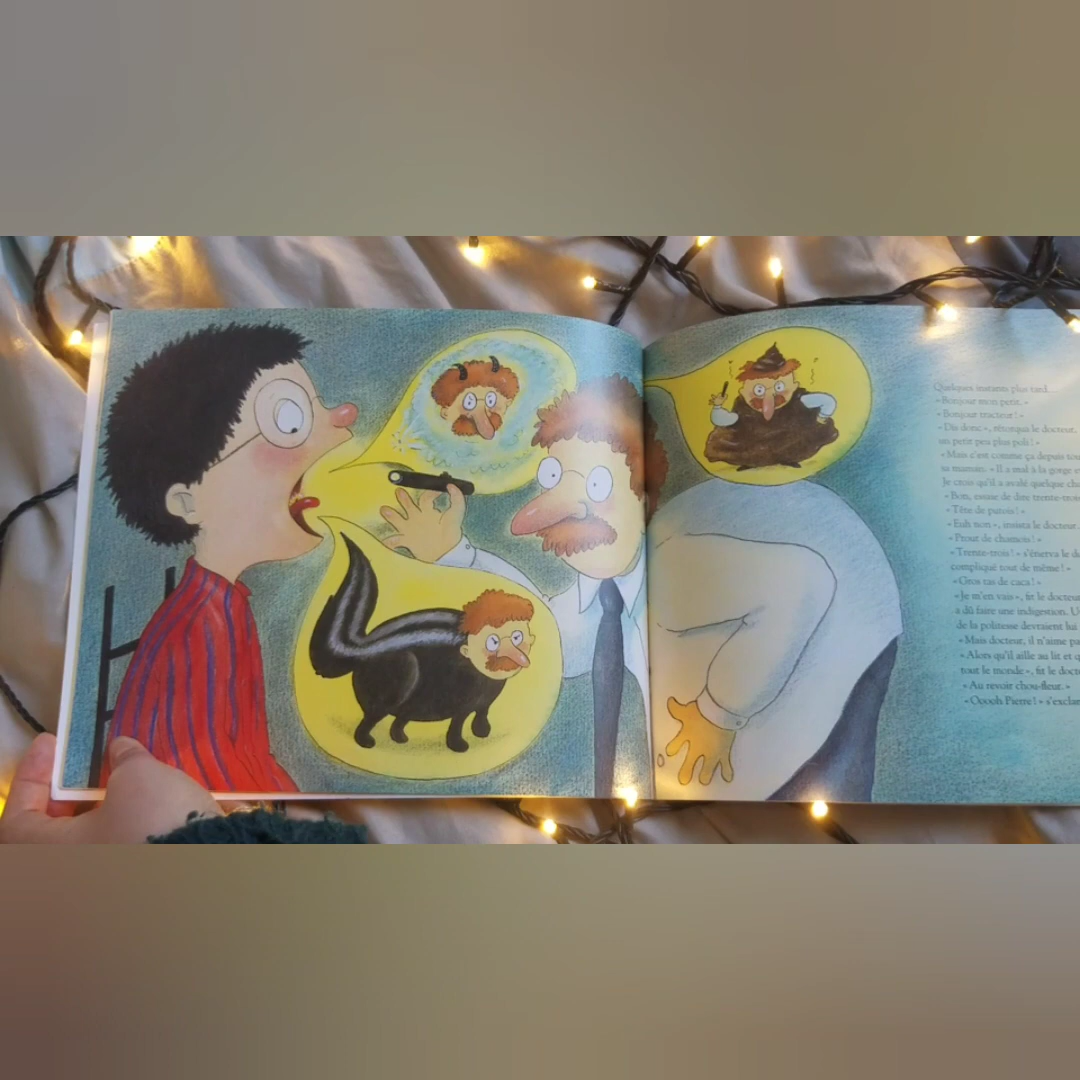 Quelques instants plus tard...
« Bonjour mon petit. »
« Bonjour tracteur ! »
« Dis donc », rétorqua le docteur,
un petit peu plus poli ! »
« Mais c'est comme ça depuis
sa maman. « Il a mal à la gorge
Je crois qu'il a avalé quelque
« Bon, essaie de dire trente-trois
« Tête de putois ! »
« Euh non », insista le docteur.
« Prout de chamois ! »
« Trente-trois ! » s'énerva le
compliqué tout de même ! »
« Gros tas de caca ! »
« Je m'en vais », fit le docteur
a dû faire une indigestion.
de la politesse devraient lui
« Mais docteur, il n'aime
« Alors qu'il aille au lit et
tout le monde », fit le
« Au revoir chou-fleur. »
« Ooooh Pierre ! »